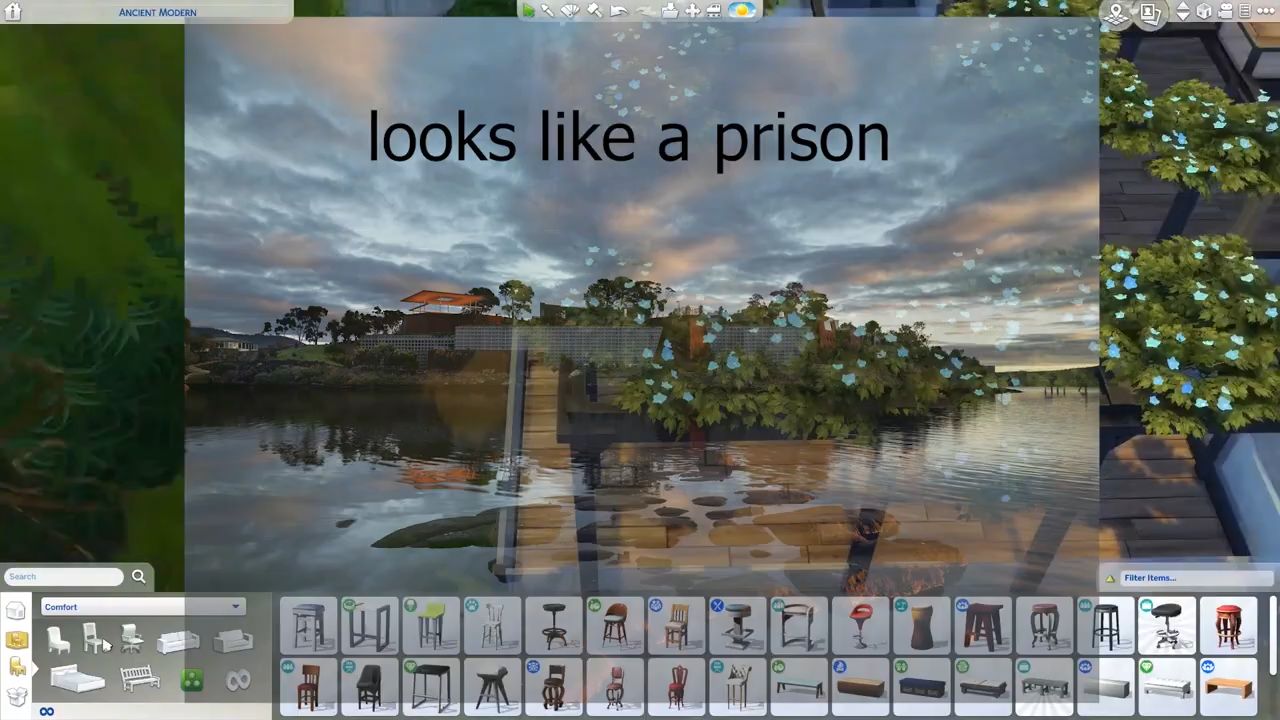 Ancient Modern
looks like a prison
Search
Filter Items...
Comfort